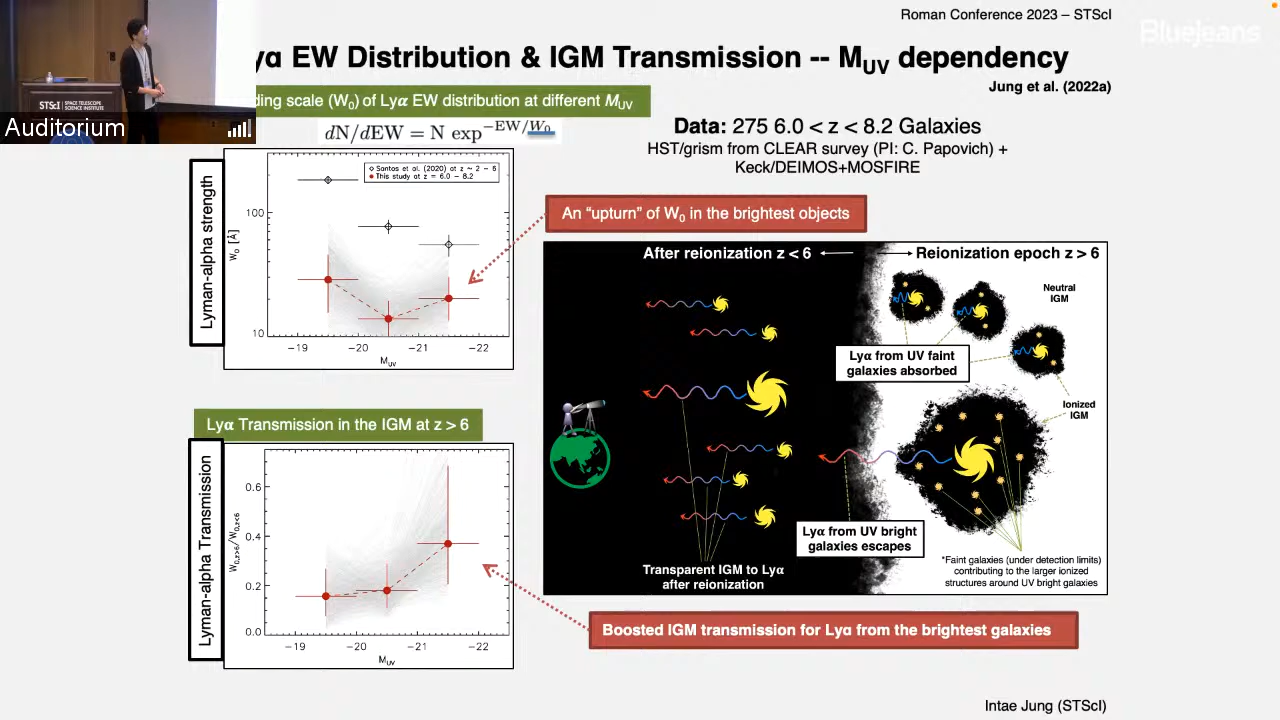 Roman Conference 2023 – STScI
BlueJeans
Lyα EW Distribution & IGM Transmission -- MUV dependency
Jung et al. (2022a)
scale (W0) of Lyα EW distribution at different MUV
dN/dEW = N exp−EW/W0
Data: 275 6.0 < z < 8.2 Galaxies
HST/grism from CLEAR survey (PI: C. Papovich) +
Keck/DEIMOS+MOSFIRE
STScI | SPACE TELESCOPE
SCIENCE INSTITUTE
Auditorium
Lyman-alpha strength
W0 [Å]
100
10
Santos et al. (2020) at z ~ 2 - 6
This study at z = 6.0 - 8.2
−19
−20
−21
−22
MUV
An “upturn” of W0 in the brightest objects
After reionization z < 6
Reionization epoch z > 6
Neutral
IGM
Lyα from UV faint
galaxies absorbed
Ionized
IGM
Lyα from UV bright
galaxies escapes
Transparent IGM to Lyα
after reionization
*Faint galaxies (under detection limits)
contributing to the larger ionized
structures around UV bright galaxies
Lyα Transmission in the IGM at z > 6
Lyman-alpha Transmission
W0,z>6/W0,z<6
0.6
0.4
0.2
0.0
−19
−20
−21
−22
MUV
Boosted IGM transmission for Lyα from the brightest galaxies
Intae Jung (STScI)